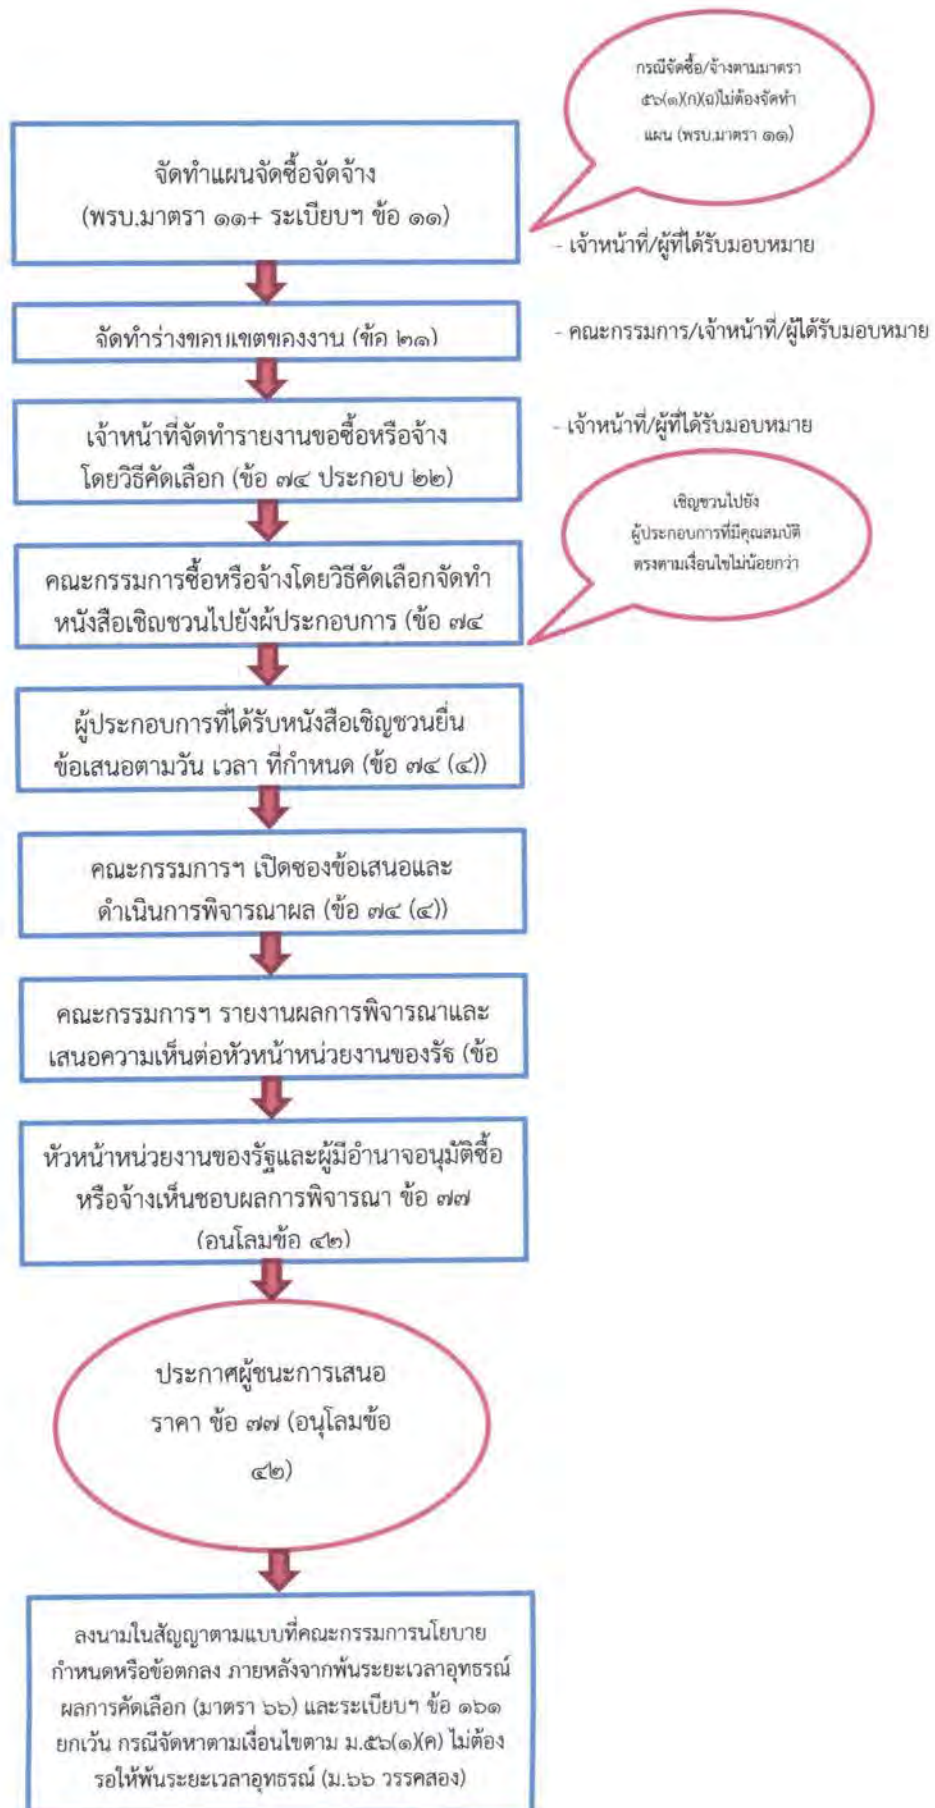 กรณีจัดซื้อ/จ้างตามมาตรา
๕๖(๑)(ก)(ฉ)ไม่ต้องจัดทำ
แผน (พรบ.มาตรา ๑๑)
จัดทำแผนจัดซื้อจัดจ้าง
(พรบ.มาตรา ๑๑+ ระเบียบฯ ข้อ ๑๑)
- เจ้าหน้าที่/ผู้ที่ได้รับมอบหมาย
จัดทำร่างขอบเขตของงาน (ข้อ ๒๑)
- คณะกรรมการ/เจ้าหน้าที่/ผู้ได้รับมอบหมาย
เจ้าหน้าที่จัดทำรายงานขอซื้อหรือจ้าง
โดยวิธีคัดเลือก (ข้อ ๗๔ ประกอบ ๒๒)
- เจ้าหน้าที่/ผู้ที่ได้รับมอบหมาย
เชิญชวนไปยัง
ผู้ประกอบการที่มีคุณสมบัติ
ตรงตามเงื่อนไขไม่น้อยกว่า
คณะกรรมการซื้อหรือจ้างโดยวิธีคัดเลือกจัดทำ
หนังสือเชิญชวนไปยังผู้ประกอบการ (ข้อ ๗๔
ผู้ประกอบการที่ได้รับหนังสือเชิญชวนยื่น
ข้อเสนอตามวัน เวลา ที่กำหนด (ข้อ ๗๔ (๔))
คณะกรรมการฯ เปิดซองข้อเสนอและ
ดำเนินการพิจารณาผล (ข้อ ๗๔ (๔))
คณะกรรมการฯ รายงานผลการพิจารณาและ
เสนอความเห็นต่อหัวหน้าหน่วยงานของรัฐ (ข้อ
หัวหน้าหน่วยงานของรัฐและผู้มีอำนาจอนุมัติซื้อ
หรือจ้างเห็นชอบผลการพิจารณา ข้อ ๗๗
(อนุโลมข้อ ๔๒)
ประกาศผู้ชนะการเสนอ
ราคา ข้อ ๗๗ (อนุโลมข้อ
๔๒)
ลงนามในสัญญาตามแบบที่คณะกรรมการนโยบาย
กำหนดหรือข้อตกลง ภายหลังจากพ้นระยะเวลาอุทธรณ์
ผลการคัดเลือก (มาตรา ๖๖) และระเบียบฯ ข้อ ๑๖๑
ยกเว้น กรณีจัดหาตามเงื่อนไขตาม ม.๕๖(๑)(ค) ไม่ต้อง
รอให้พ้นระยะเวลาอุทธรณ์ (ม.๖๖ วรรคสอง)